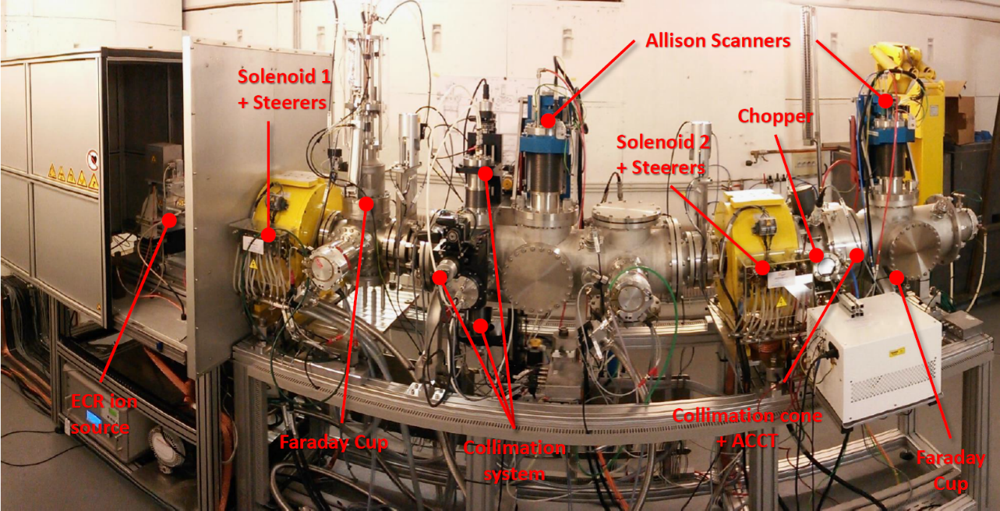 Allison Scanners
Solenoid 1
+ Steerers
Chopper
Solenoid 2
+ Steerers
ECR ion
source
Faraday Cup
Collimation
system
Collimation cone
+ ACCT
Faraday
Cup